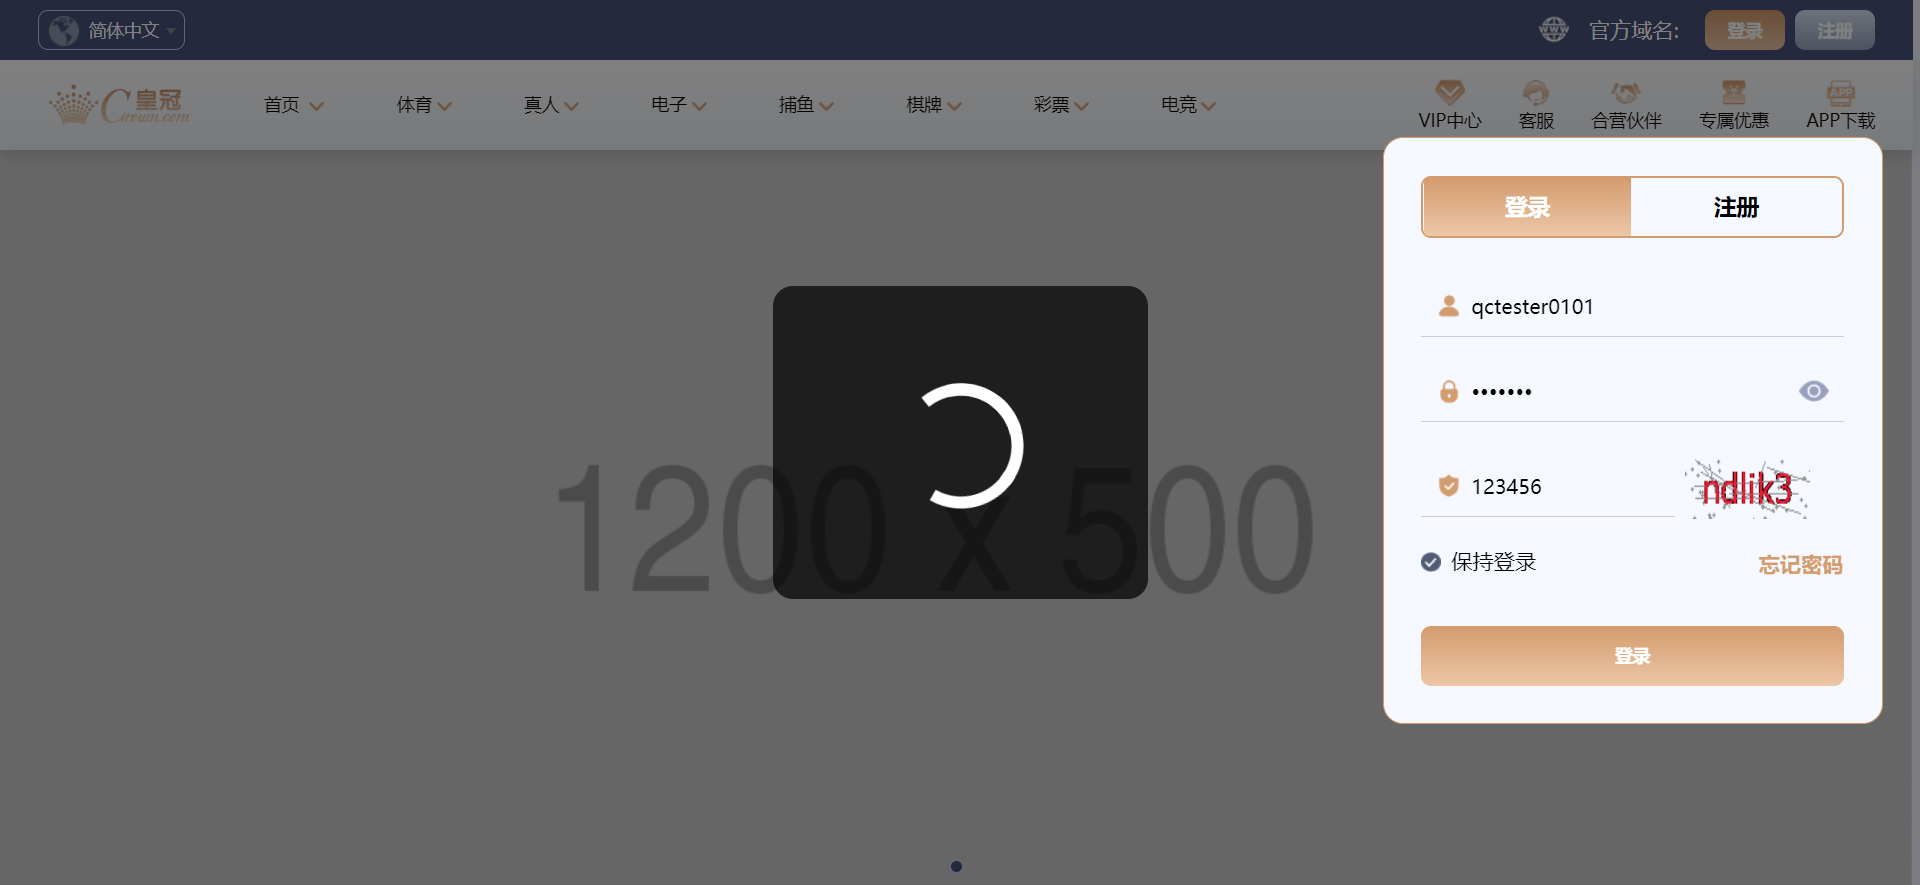 简体中文
官方域名:
登录
注册
皇冠
Crown.com
首页
体育
真人
电子
捕鱼
棋牌
彩票
电竞
VIP中心
客服
合营伙伴
专属优惠
APP
APP下载
登录
注册
qctester0101
•••••••
123456
ndlik3
保持登录
忘记密码
登录
1200 x 500